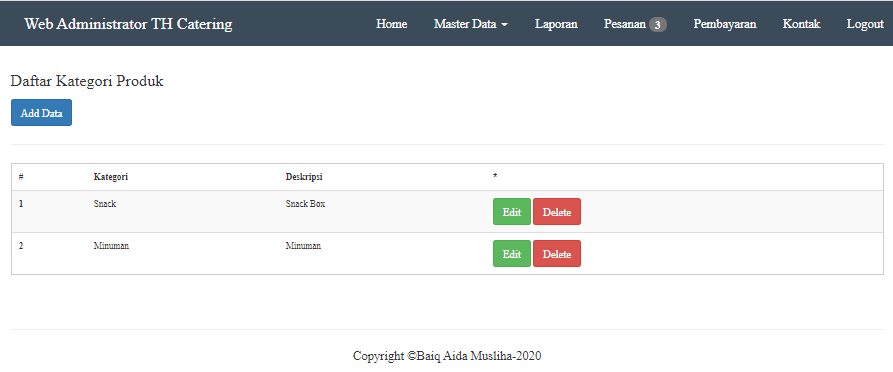 Web Administrator TH Catering Home Master Data Laporan Pesanan 3 Pembayaran Kontak Logout
Daftar Kategori Produk
Add Data
# Kategori Deskripsi *
1 Snack Snack Box Edit Delete
2 Minuman Minuman Edit Delete
Copyright ©Baiq Aida Musliha-2020